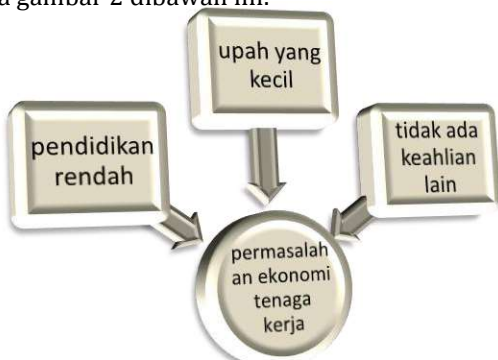 a gambar 2 dibawah ini:
upah yang
kecil
pendidikan
rendah
tidak ada
keahlian
lain
permasalah
an ekonomi
tenaga
kerja